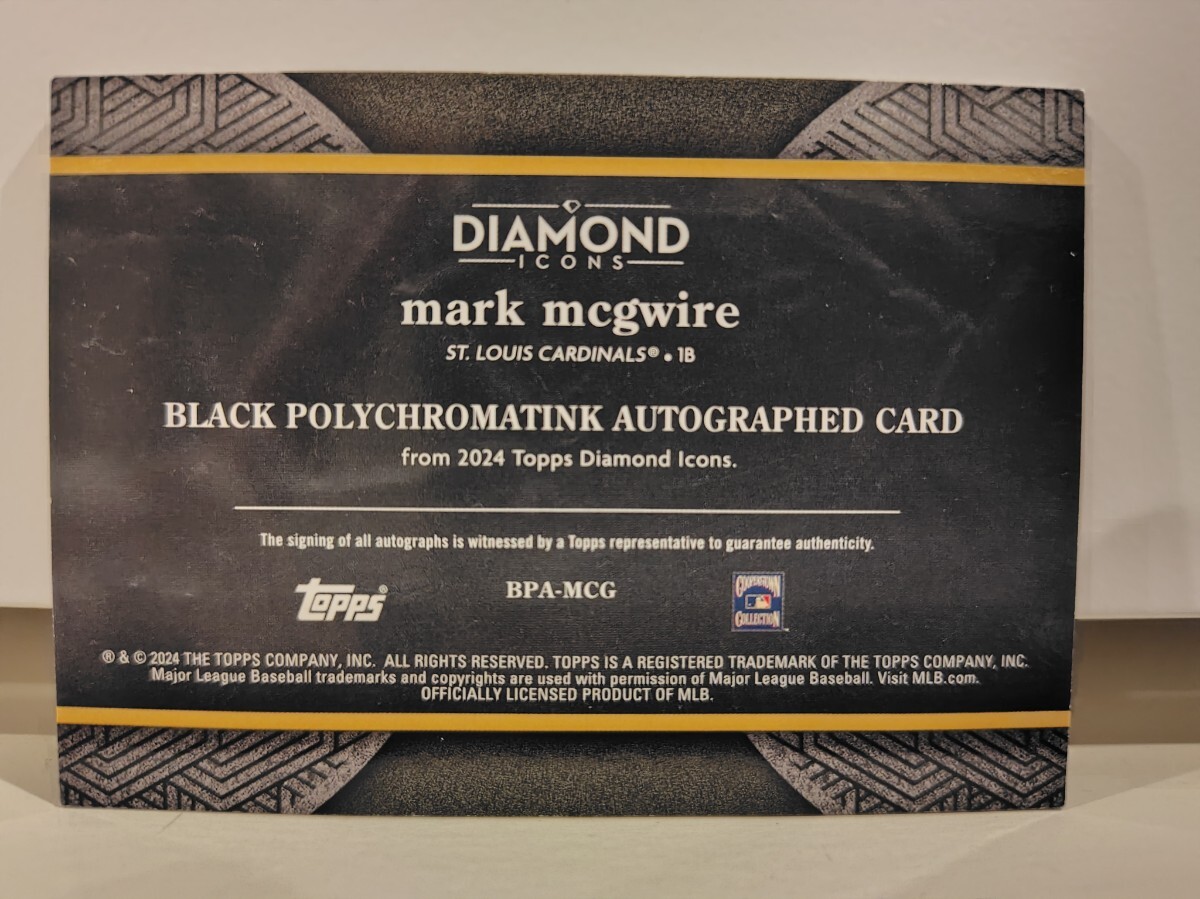 DIAMOND
ICONS
mark mcgwire
ST. LOUIS CARDINALS® • 1B
BLACK POLYCHROMATINK AUTOGRAPHED CARD
from 2024 Topps Diamond Icons.
The signing of all autographs is witnessed by a Topps representative to guarantee authenticity.
topps®
BPA-MCG
COOPERSTOWN
COLLECTION™
® & © 2024 THE TOPPS COMPANY, INC. ALL RIGHTS RESERVED. TOPPS IS A REGISTERED TRADEMARK OF THE TOPPS COMPANY, INC.
Major League Baseball trademarks and copyrights are used with permission of Major League Baseball. Visit MLB.com.
OFFICIALLY LICENSED PRODUCT OF MLB.